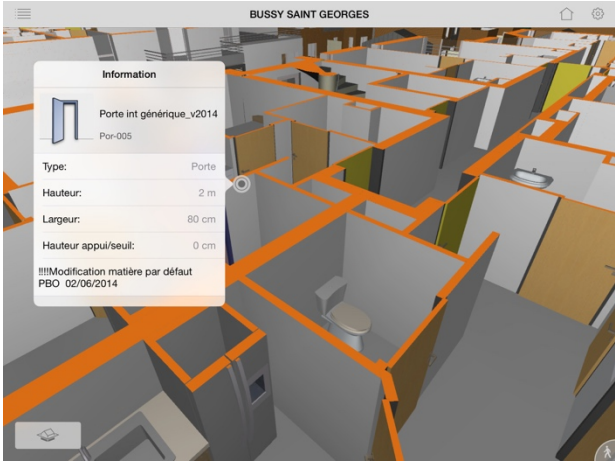 BUSSY SAINT GEORGES
Information
Porte int générique_v2014
Por-005
Type: Porte
Hauteur: 2 m
Largeur: 80 cm
Hauteur appui/seuil: 0 cm
!!!!Modification matière par défaut
PBO 02/06/2014